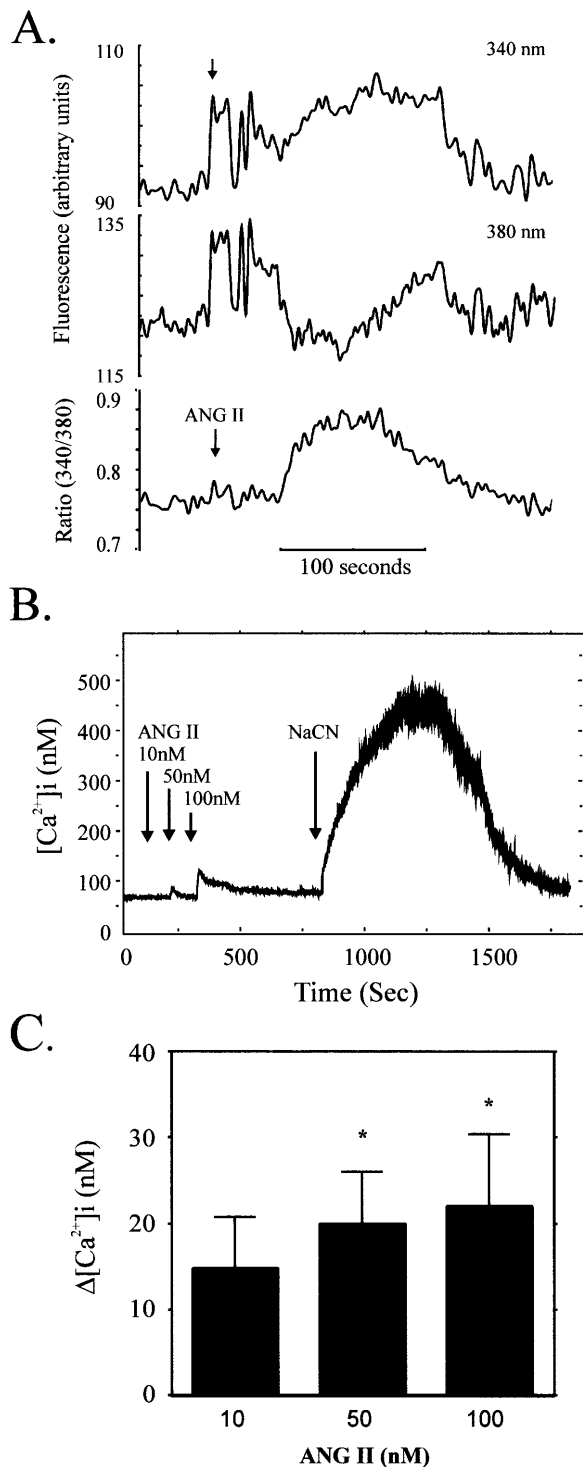 A.
110
340 nm
Fluorescence (arbitrary units)
90
135
380 nm
115
0.9
ANG II
Ratio (340/380)
0.8
0.7
100 seconds
B.
500
400
300
200
100
0
[Ca²⁺]i (nM)
ANG II
10nM
50nM
100nM
NaCN
0
500
1000
1500
Time (Sec)
C.
40
30
20
10
0
Δ[Ca²⁺]i (nM)
*
*
10
50
100
ANG II (nM)